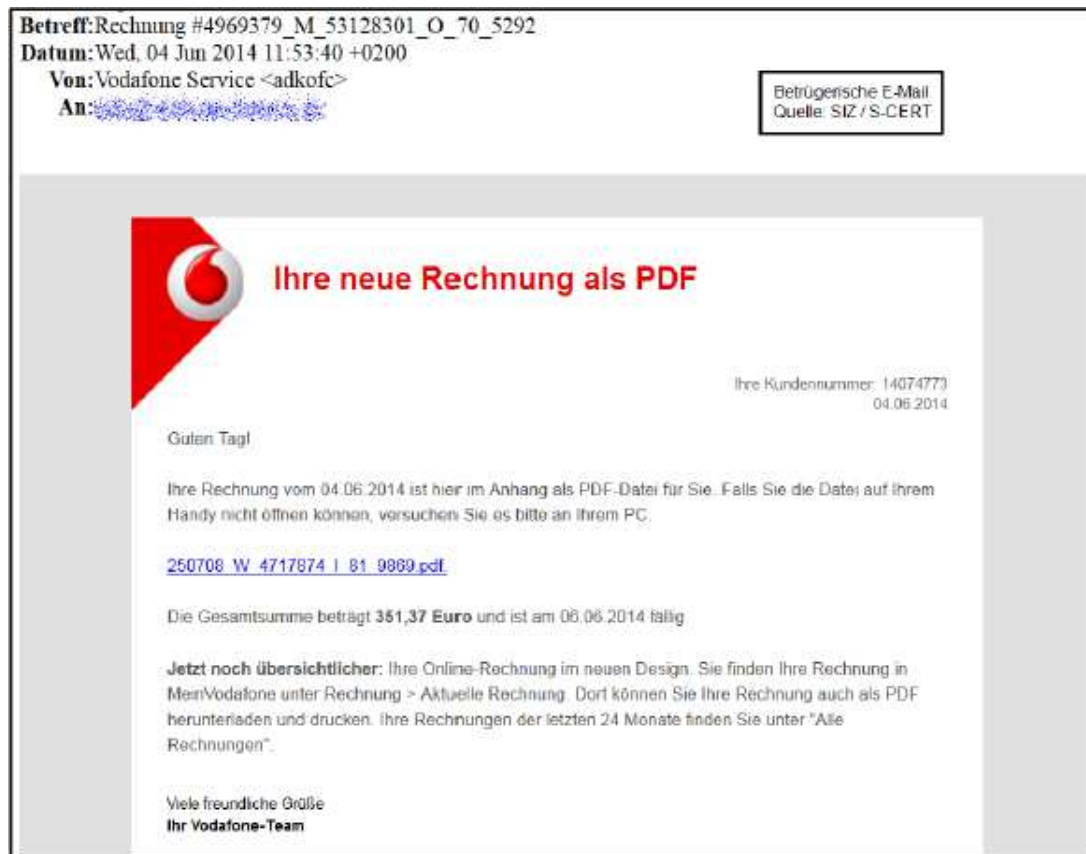 Betreff:Rechnung #4969379_M_53128301_O_70_5292
Datum:Wed, 04 Jun 2014 11:53:40 +0200
Von:Vodafone Service <adkofc>
An:
Betrügerische E-Mail
Quelle: SIZ / S-CERT
Ihre neue Rechnung als PDF
Ihre Kundennummer: 14074773
04.06.2014
Guten Tag!
Ihre Rechnung vom 04.06.2014 ist hier im Anhang als PDF-Datei für Sie. Falls Sie die Datei auf Ihrem
Handy nicht öffnen können, versuchen Sie es bitte an Ihrem PC.
250708_W_4717874_I_81_9869.pdf.
Die Gesamtsumme beträgt 351,37 Euro und ist am 06.06.2014 fällig
Jetzt noch übersichtlicher: Ihre Online-Rechnung im neuen Design. Sie finden Ihre Rechnung in
MeinVodafone unter Rechnung > Aktuelle Rechnung. Dort können Sie Ihre Rechnung auch als PDF
herunterladen und drucken. Ihre Rechnungen der letzten 24 Monate finden Sie unter "Alle
Rechnungen".
Viele freundliche Grüße
Ihr Vodafone-Team